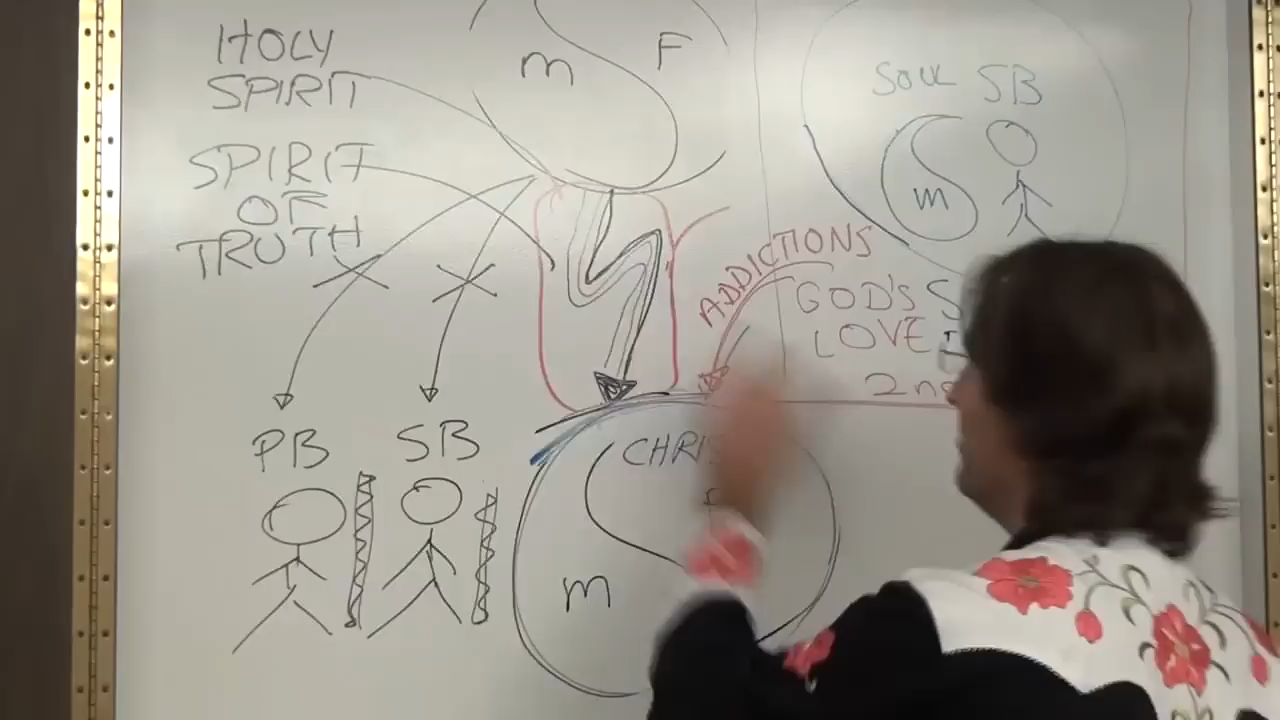 HOLY
SPIRIT
SPIRIT
OF
TRUTH
M F
SOUL SB
M
ADDICTIONS
GOD'S
LOVE
PB SB
M